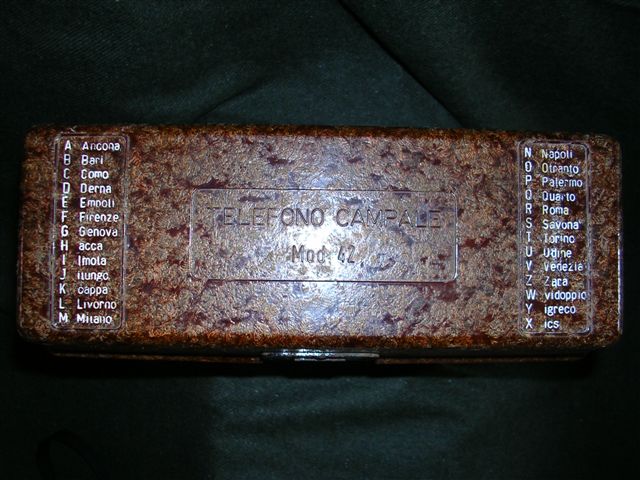 A Ancona
B Bari
C Como
D Derna
E Empoli
F Firenze
G Genova
H acca
I Imola
J ilungo
K cappa
L Livorno
M Milano
TELEFONO CAMPALE
Mod. 42
N Napoli
O Otranto
P Palermo
Q Quarto
R Roma
S Savona
T Torino
U Udine
V Venezia
Z Zara
W vidoppio
Y igreco
X ics